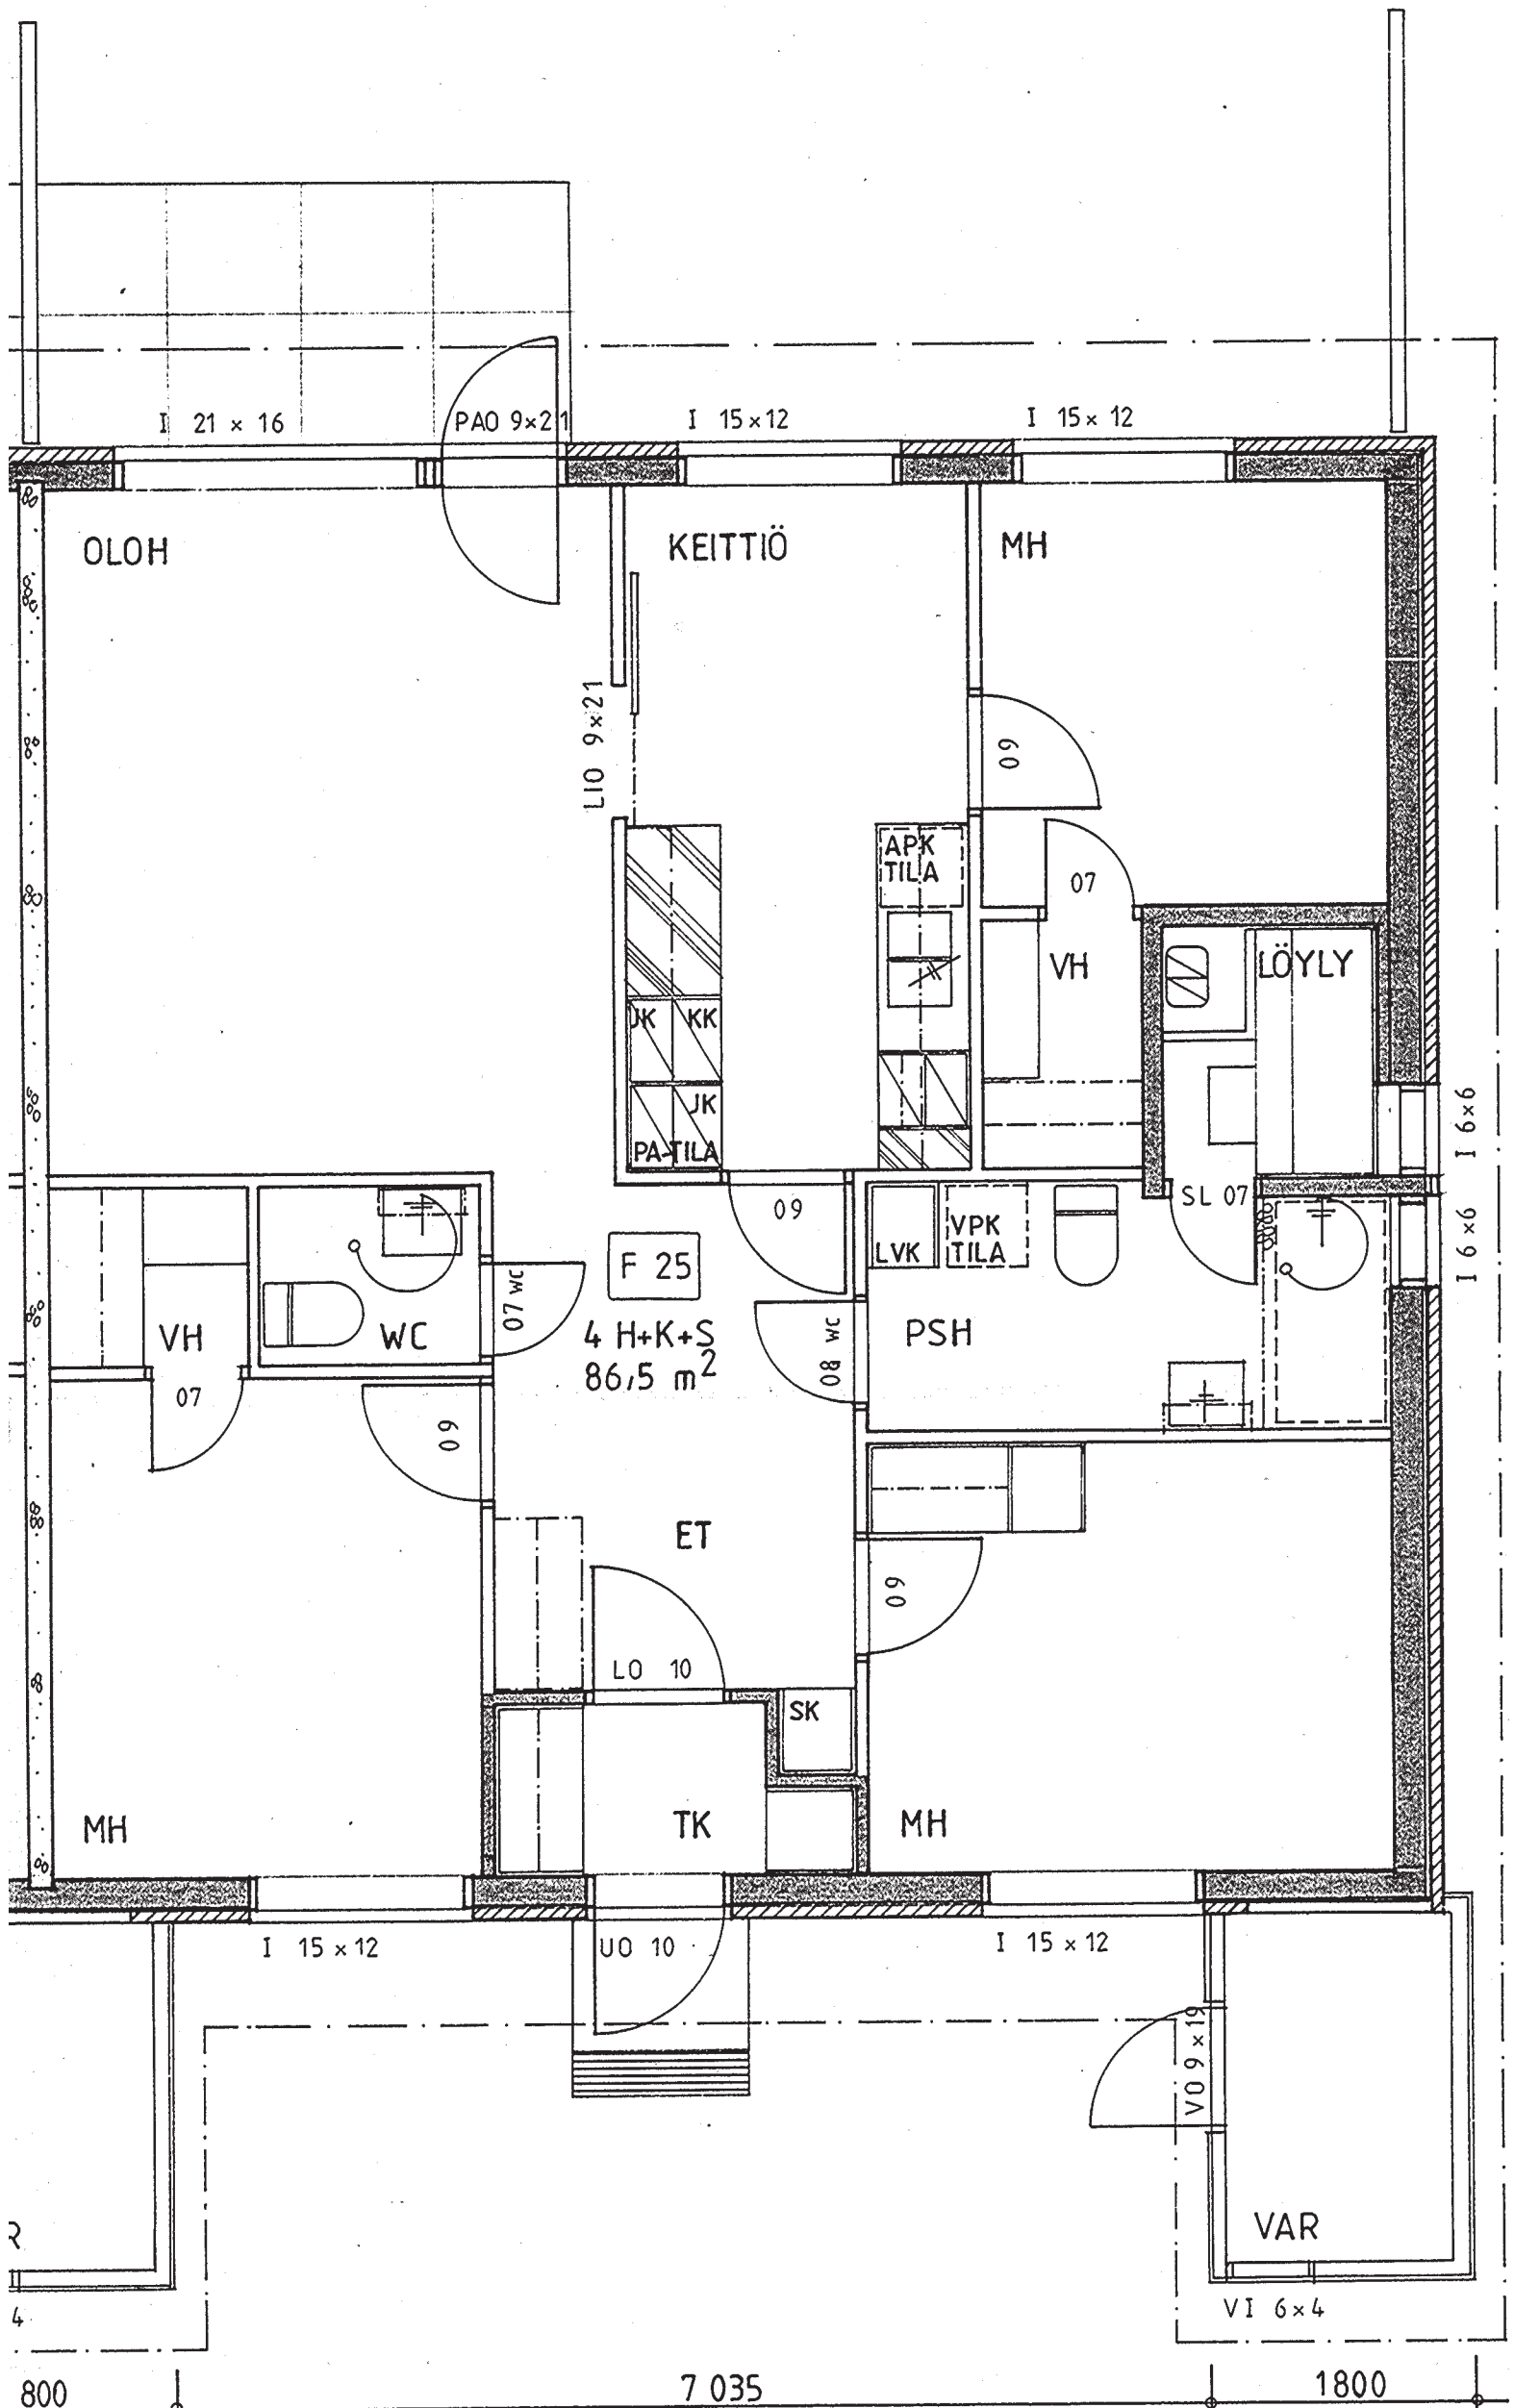 I 21 × 16
PAO 9×21
I 15×12
I 15×12
OLOH
KEITTIÖ
MH
LIO 9×21
09
APK
TILA
07
VH
LÖYLY
JK KK
JK
PA-TILA
I 6×6
SL 07
09
LVK
VPK
TILA
I 6×6
F 25
07 WC
4 H+K+S
86,5 m²
VH
WC
08 WC
PSH
07
09
ET
09
LO 10
SK
MH
TK
MH
I 15×12
UO 10
I 15×12
VO 9×19
R
VAR
4
VI 6×4
800
7 035
1800